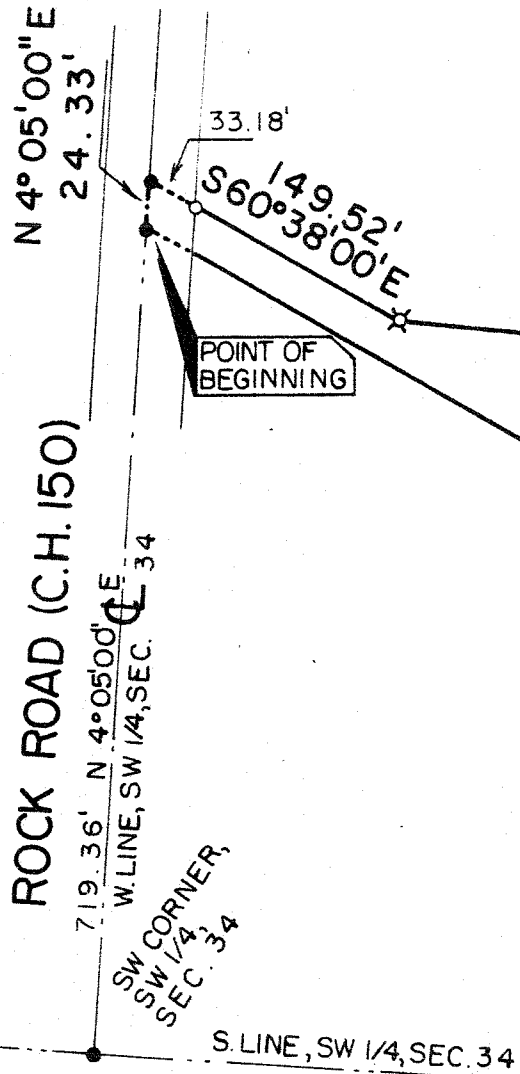 N 4°05'00" E
24.33'
33.18'
149.52'
S60°38'00'E
POINT OF
BEGINNING
ROCK ROAD (C.H. 150)
719.36' N 4°05'00' E
W. LINE, SW 1/4, SEC. 34
℄
SW CORNER,
SW 1/4,
SEC. 34
S. LINE, SW 1/4, SEC. 34